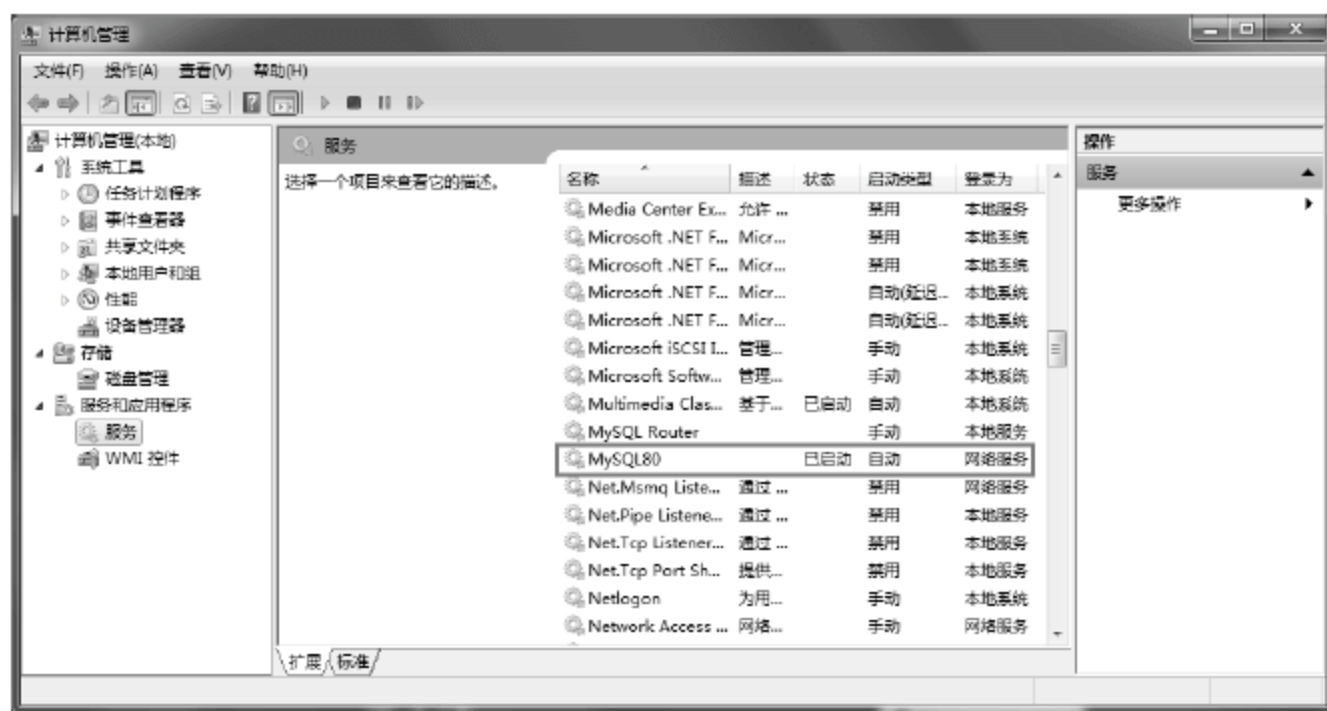 计算机管理
文件(F) 操作(A) 查看(V) 帮助(H)
计算机管理(本地)
系统工具
任务计划程序
事件查看器
共享文件夹
本地用户和组
性能
设备管理器
存储
磁盘管理
服务和应用程序
服务
WMI 控件
服务
选择一个项目来查看它的描述。
名称 描述 状态 启动类型 登录为
Media Center Ex... 允许 ... 禁用 本地服务
Microsoft .NET F... Micr... 禁用 本地系统
Microsoft .NET F... Micr... 禁用 本地系统
Microsoft .NET F... Micr... 自动(延迟... 本地系统
Microsoft .NET F... Micr... 自动(延迟... 本地系统
Microsoft iSCSI I... 管理... 手动 本地系统
Microsoft Softw... 管理... 手动 本地系统
Multimedia Clas... 基于... 已启动 自动 本地系统
MySQL Router 手动 本地服务
MySQL80 已启动 自动 网络服务
Net.Msmq Liste... 通过 ... 禁用 网络服务
Net.Pipe Listene... 通过 ... 禁用 本地服务
Net.Tcp Listener... 通过 ... 禁用 本地服务
Net.Tcp Port Sh... 提供... 禁用 本地服务
Netlogon 为用... 手动 本地系统
Network Access ... 网络... 手动 网络服务
扩展 标准
操作
服务
更多操作